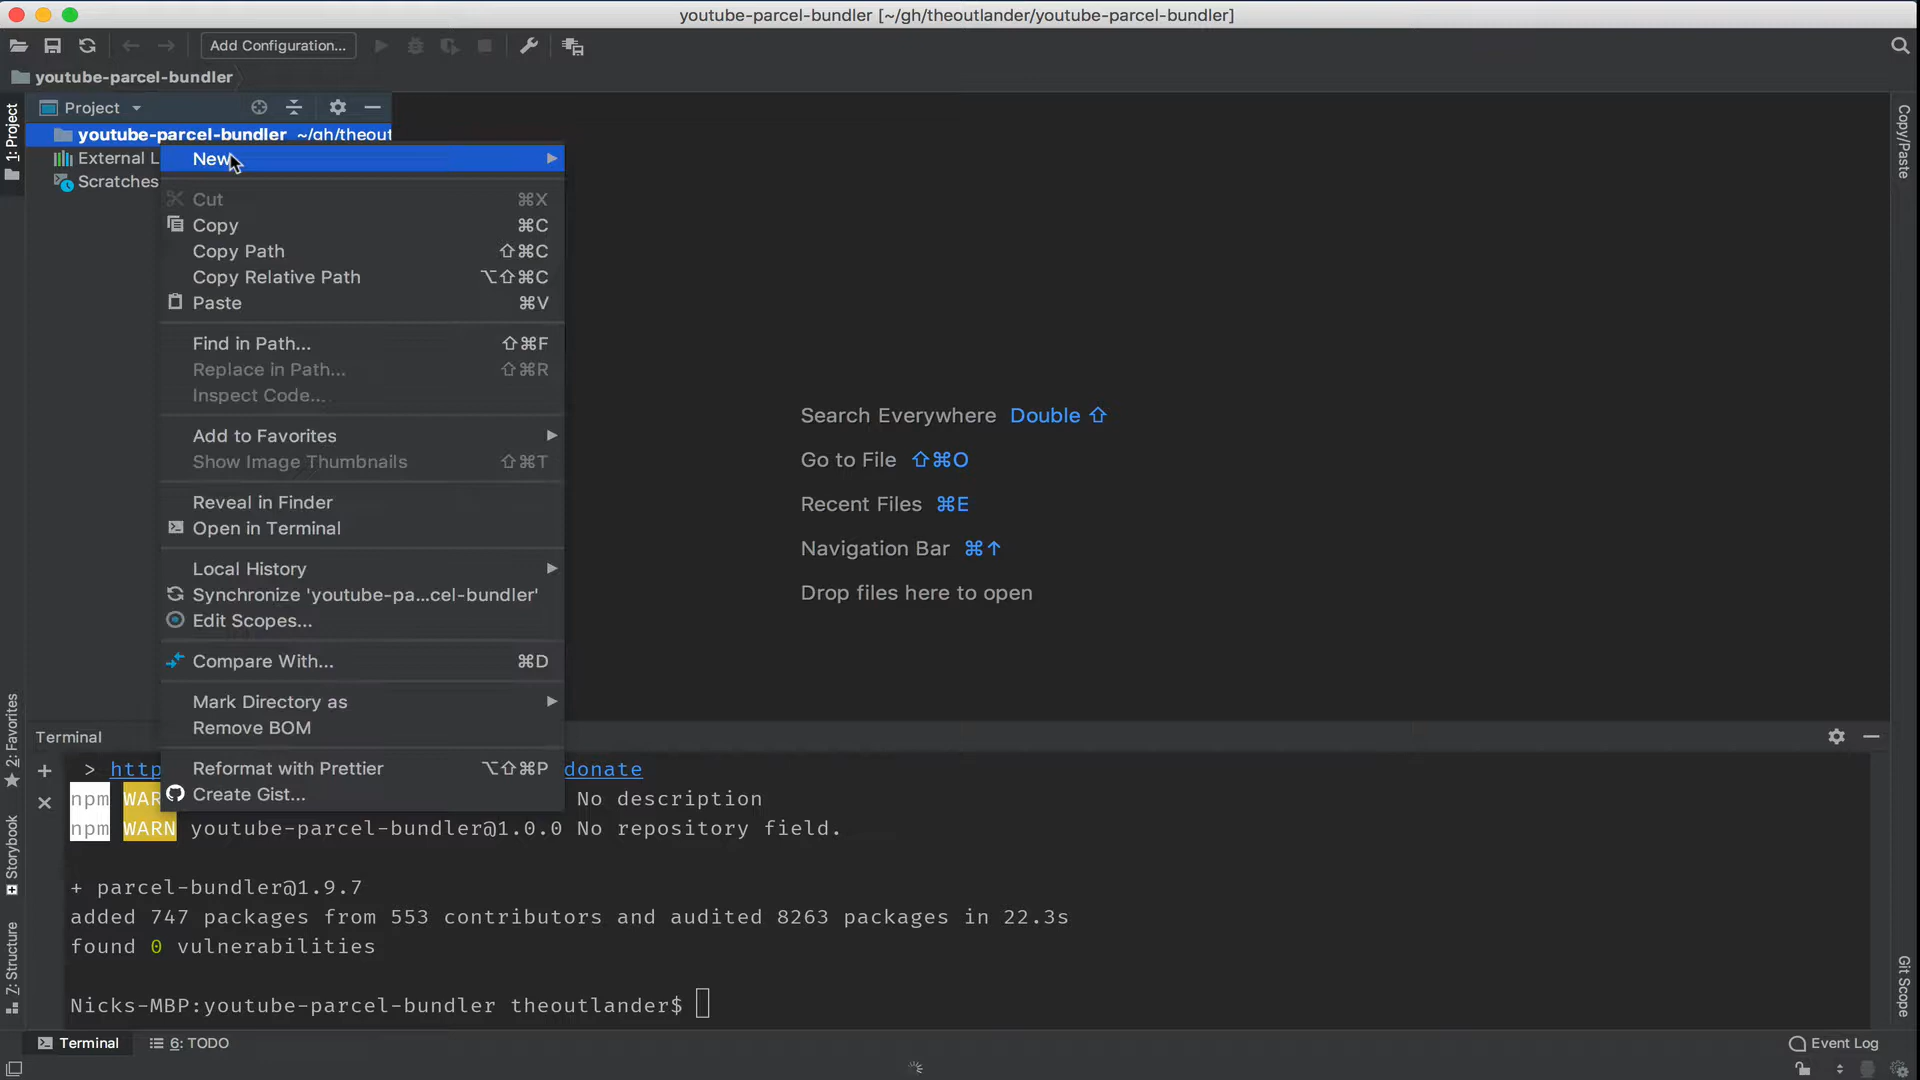 youtube-parcel-bundler [~/gh/theoutlander/youtube-parcel-bundler]
Add Configuration...
youtube-parcel-bundler
1: Project
Project
youtube-parcel-bundler ~/gh/theout
External L
Scratches
New
Cut ⌘X
Copy ⌘C
Copy Path ⇧⌘C
Copy Relative Path ⌥⇧⌘C
Paste ⌘V
Find in Path... ⇧⌘F
Replace in Path... ⇧⌘R
Inspect Code...
Add to Favorites
Show Image Thumbnails ⇧⌘T
Reveal in Finder
Open in Terminal
Local History
Synchronize 'youtube-pa...cel-bundler'
Edit Scopes...
Compare With... ⌘D
Mark Directory as
Remove BOM
Reformat with Prettier ⌥⇧⌘P
Create Gist...
Search Everywhere Double ⇧
Go to File ⇧⌘O
Recent Files ⌘E
Navigation Bar ⌘↑
Drop files here to open
Copy/Paste
2: Favorites
Storybook
Z: Structure
Git Scope
Terminal
> http donate
npm WAR No description
npm WARN youtube-parcel-bundler@1.0.0 No repository field.
+ parcel-bundler@1.9.7
added 747 packages from 553 contributors and audited 8263 packages in 22.3s
found 0 vulnerabilities
Nicks-MBP:youtube-parcel-bundler theoutlander$
Terminal
6: TODO
Event Log